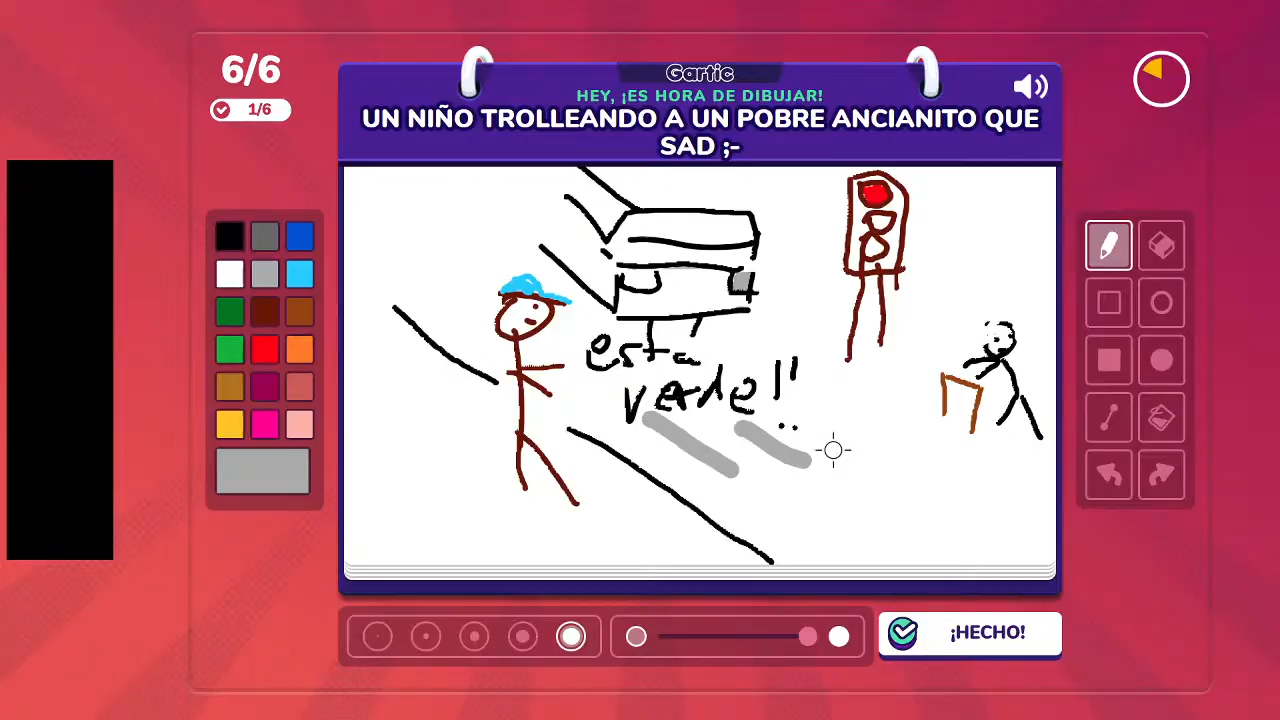 6/6
1/6
Gartic
HEY, ¡ES HORA DE DIBUJAR!
UN NIÑO TROLLEANDO A UN POBRE ANCIANITO QUE
SAD ;-
esta
verde!!
¡HECHO!